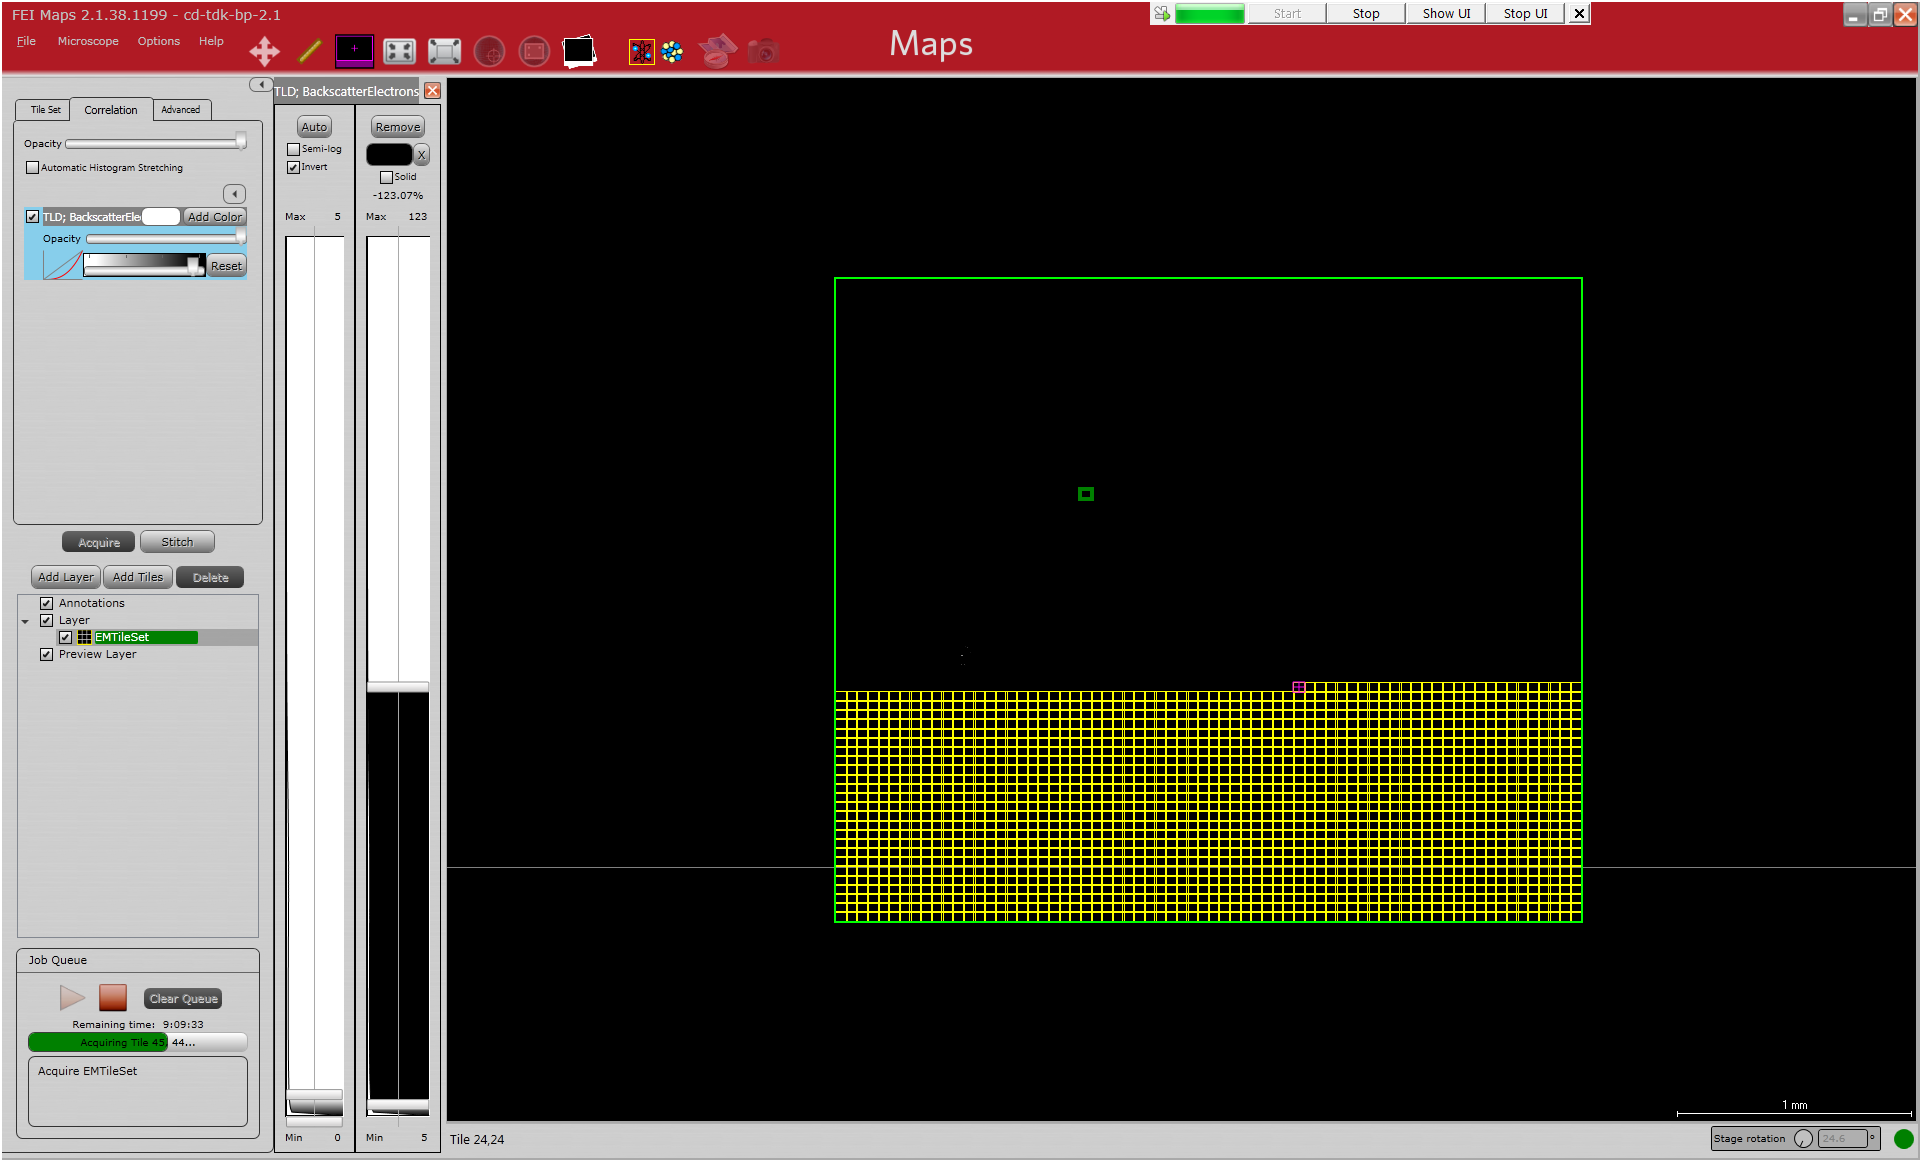 FEI Maps 2.1.38.1199 - cd-tdk-bp-2.1
Start Stop Show UI Stop UI
File Microscope Options Help
Maps
TLD; BackscatterElectrons
Tile Set Correlation Advanced
Opacity
Automatic Histogram Stretching
TLD; BackscatterEle Add Color
Opacity
Reset
Auto
Semi-log
Invert
Max 5
Min 0
Remove
X
Solid
-123.07%
Max 123
Min 5
Acquire Stitch
Add Layer Add Tiles Delete
Annotations
Layer
EMTileSet
Preview Layer
Job Queue
Clear Queue
Remaining time: 9:09:33
Acquiring Tile 45, 44...
Acquire EMTileSet
1 mm
Tile 24,24
Stage rotation 24.6 °